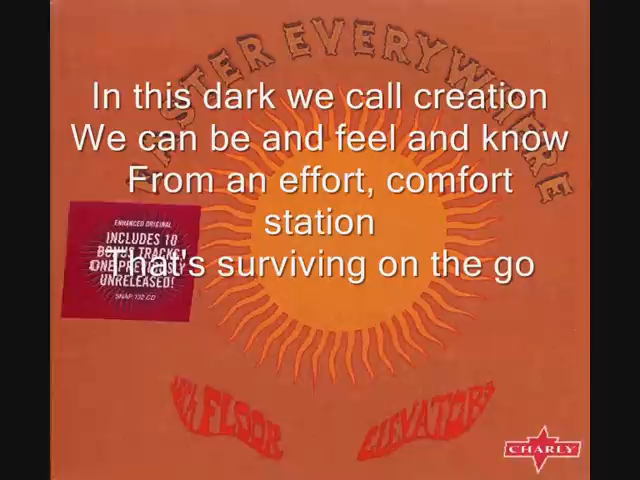 EASTER EVERYWHERE
In this dark we call creation
We can be and feel and know
From an effort, comfort
station
That's surviving on the go
ENHANCED ORIGINAL
INCLUDES 10
BONUS TRACKS
ONE PREVIOUSLY
UNRELEASED!
SNAP 132 CD
13th FLOOR
ELEVATORS
CHARLY